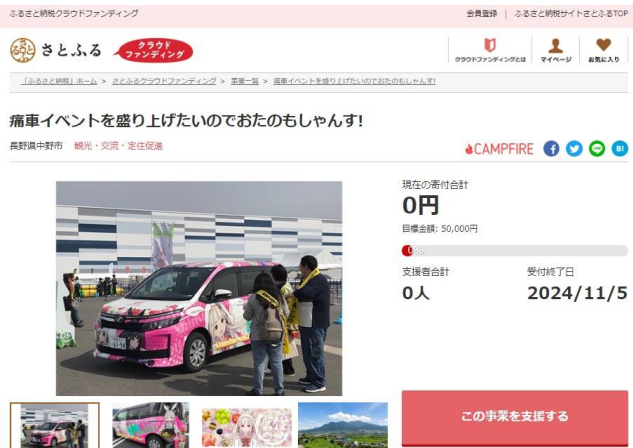 ふるさと納税クラウドファンディング
会員登録 | ふるさと納税サイトさとふるTOP
さとふる クラウドファンディング
クラウドファンディングとは マイページ お気に入り
「ふるさと納税」ホーム > さとふるクラウドファンディング > 事業一覧 > 痛車イベントを盛り上げたいのでおたのもしゃんす!
痛車イベントを盛り上げたいのでおたのもしゃんす!
長野県中野市 観光・交流・定住促進
CAMPFIRE
現在の寄付合計
0円
目標金額: 50,000円
0%
支援者合計 受付終了日
0人 2024/11/5
この事業を支援する